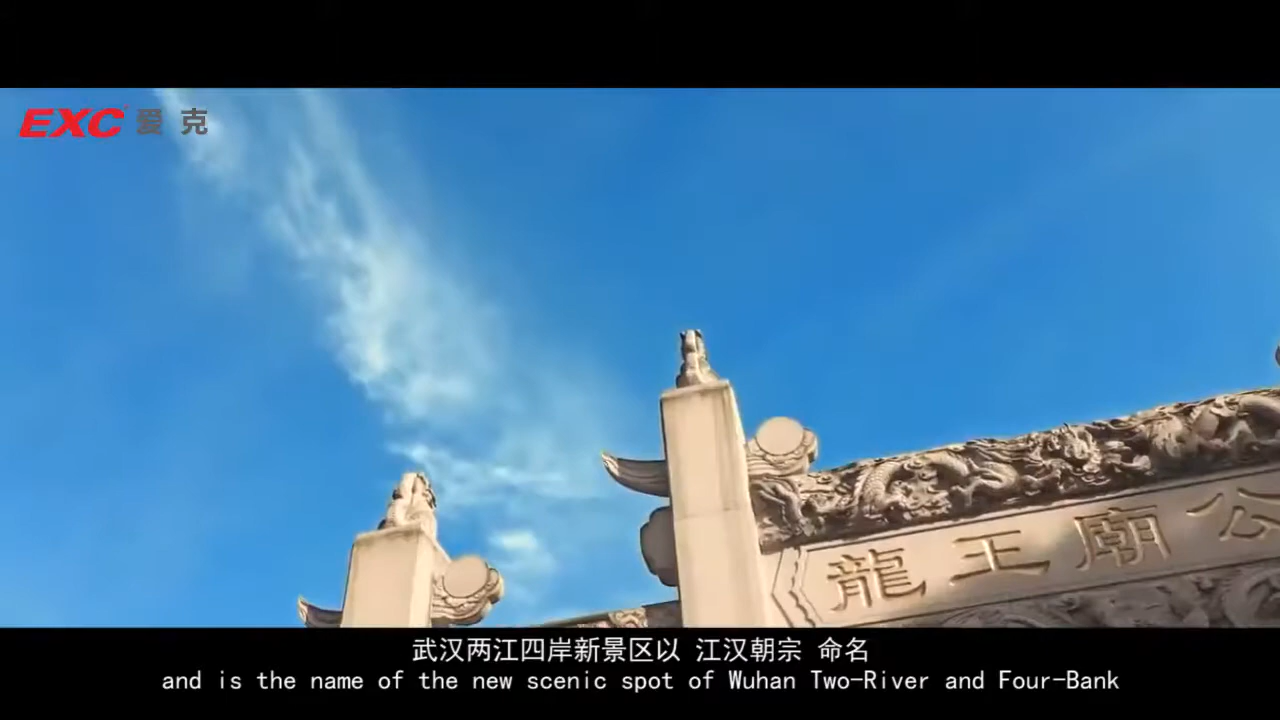 EXC 爱克
龍王廟公
武汉两江四岸新景区以 江汉朝宗 命名
and is the name of the new scenic spot of Wuhan Two-River and Four-Bank